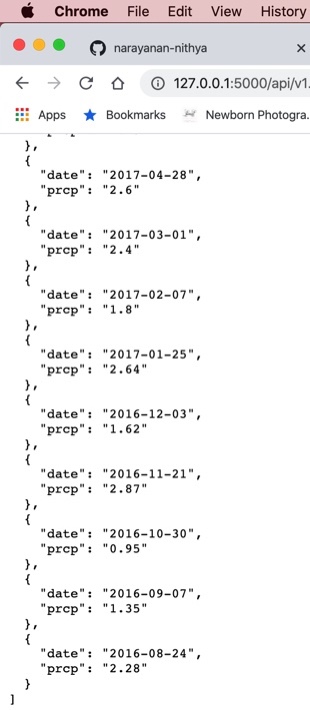 Chrome File Edit View History
narayanan-nithya
127.0.0.1:5000/api/v1.
Apps Bookmarks Newborn Photogra.
},
{
"date": "2017-04-28",
"prcp": "2.6"
},
{
"date": "2017-03-01",
"prcp": "2.4"
},
{
"date": "2017-02-07",
"prcp": "1.8"
},
{
"date": "2017-01-25",
"prcp": "2.64"
},
{
"date": "2016-12-03",
"prcp": "1.62"
},
{
"date": "2016-11-21",
"prcp": "2.87"
},
{
"date": "2016-10-30",
"prcp": "0.95"
},
{
"date": "2016-09-07",
"prcp": "1.35"
},
{
"date": "2016-08-24",
"prcp": "2.28"
}
]